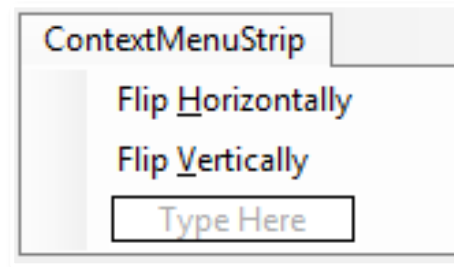 ContextMenuStrip
Flip Horizontally
Flip Vertically
Type Here